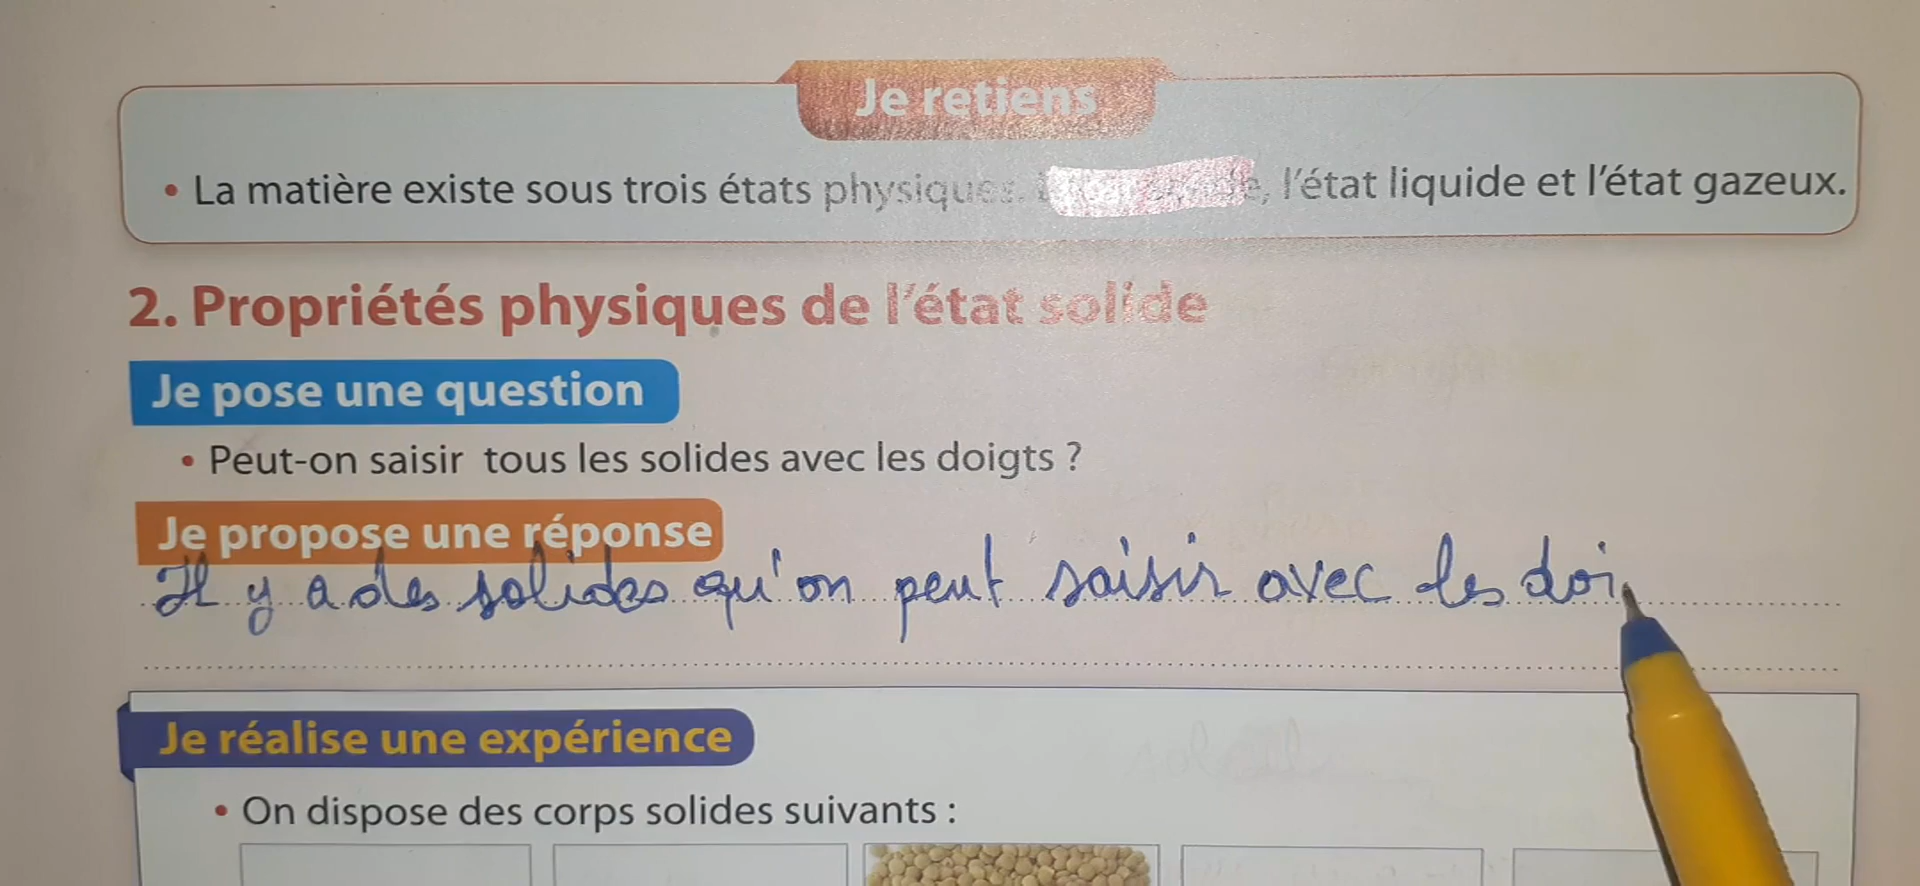 Je retiens
• La matière existe sous trois états physiques. l'état liquide et l'état gazeux.
2. Propriétés physiques de l'état solide
Je pose une question
• Peut-on saisir tous les solides avec les doigts ?
Je propose une réponse
Il y a des solides qu'on peut saisir avec les doi
Je réalise une expérience
• On dispose des corps solides suivants :